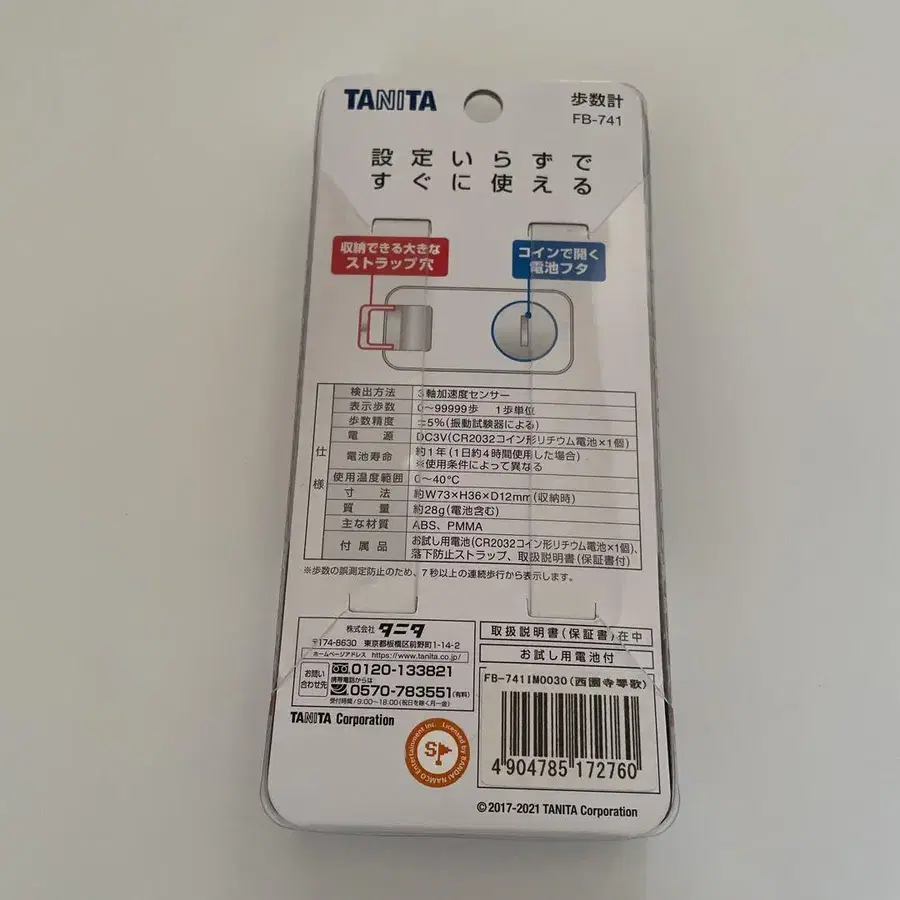 TANITA
歩数計
FB-741
設定いらずで
すぐに使える
収納できる大きな
ストラップ穴
コインで開く
電池フタ
仕様
検出方法 3軸加速度センサー
表示歩数 0～99999歩 1歩単位
歩数精度 ±5%(振動試験器による)
電源 DC3V(CR2032コイン形リチウム電池×1個)
電池寿命 約1年(1日約4時間使用した場合)
※使用条件によって異なる
使用温度範囲 0～40℃
寸法 約W73×H36×D12mm(収納時)
質量 約28g(電池含む)
主な材質 ABS、PMMA
付属品 お試し用電池(CR2032コイン形リチウム電池×1個)、
落下防止ストラップ、取扱説明書(保証書付)
※歩数の誤測定防止のため、7秒以上の連続歩行から表示します。
株式会社タニタ
〒174-8630 東京都板橋区前野町1-14-2
ホームページアドレス https://www.tanita.co.jp/
お問い
合わせ先
0120-133821
携帯電話からは
0570-783551(有料)
受付時間/9:00～18:00(祝日を除く月～金)
TANITA Corporation
取扱説明書(保証書)在中
お試し用電池付
FB-741IM0030(西園寺琴歌)
4 904785 172760
Licensed by BANDAI NAMCO Entertainment Inc.
S
©2017-2021 TANITA Corporation